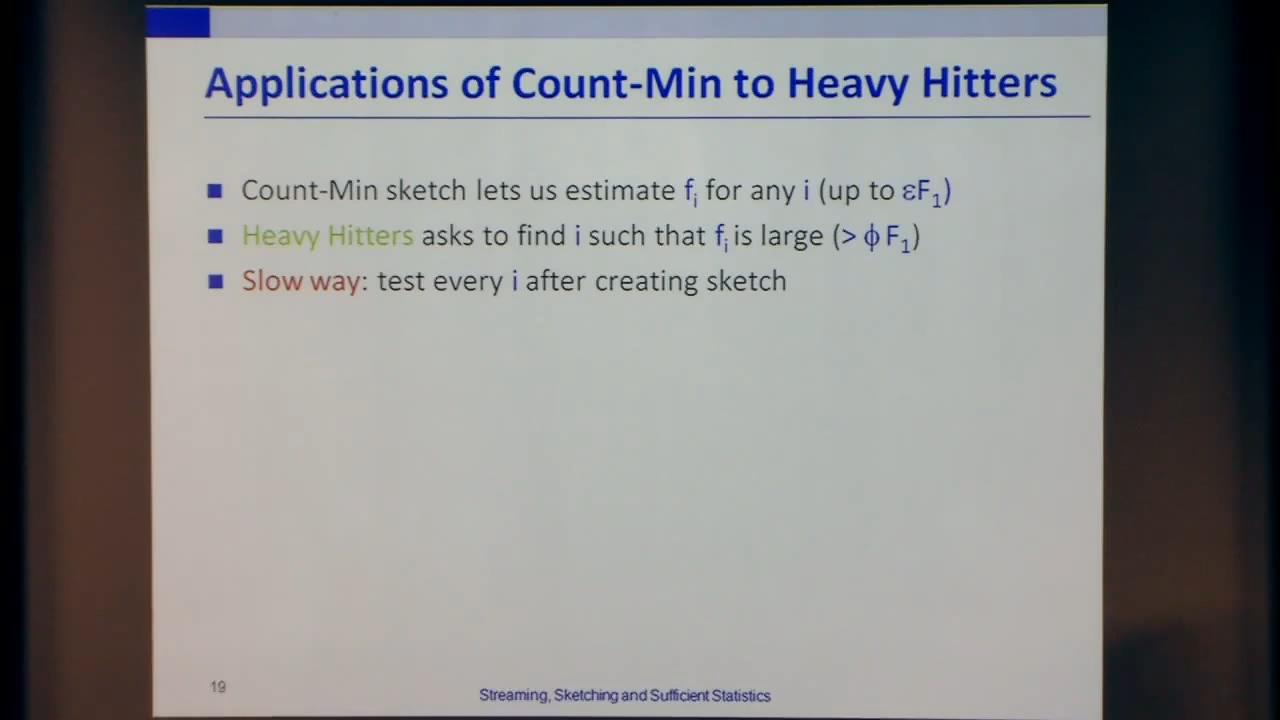 Applications of Count-Min to Heavy Hitters
■ Count-Min sketch lets us estimate fᵢ for any i (up to εF₁)
■ Heavy Hitters asks to find i such that fᵢ is large (> ϕ F₁)
■ Slow way: test every i after creating sketch
19
Streaming, Sketching and Sufficient Statistics